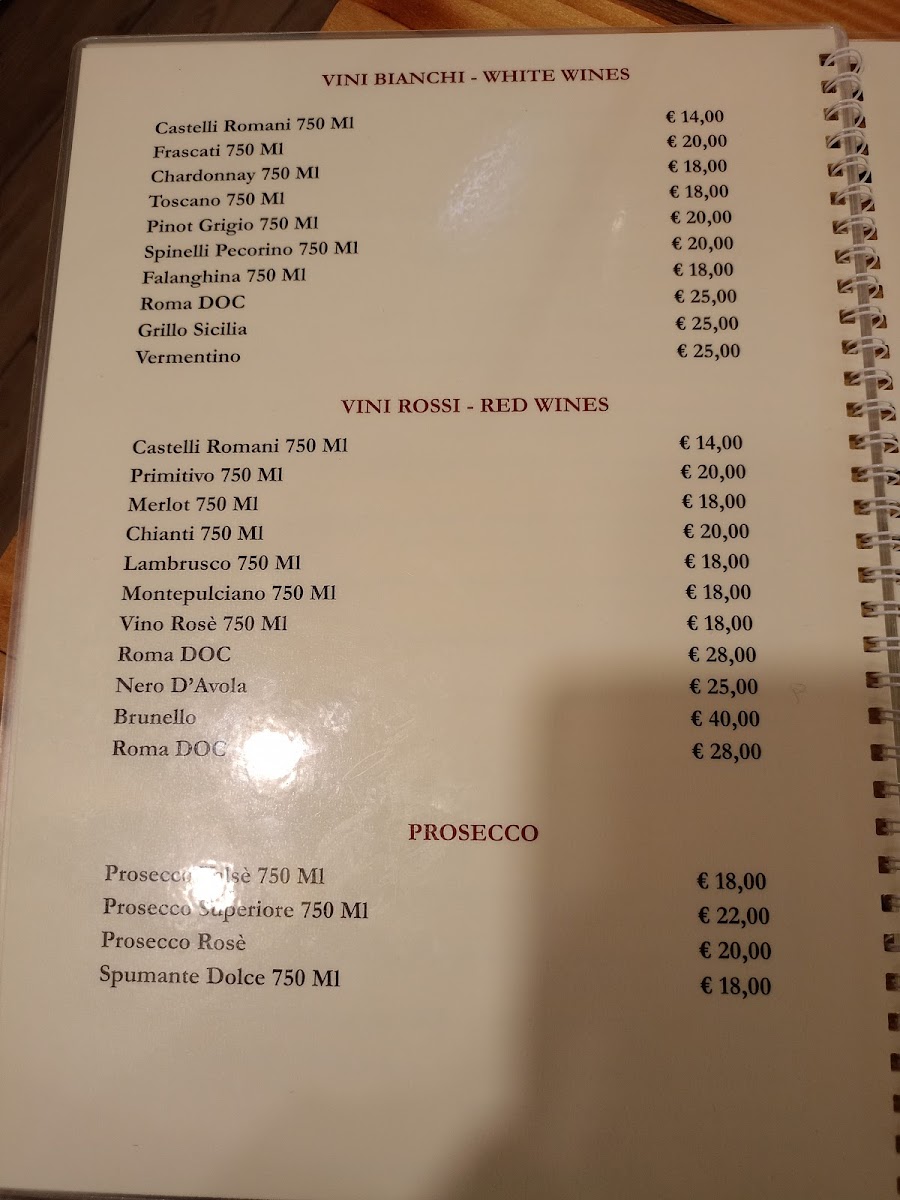 VINI BIANCHI - WHITE WINES
Castelli Romani 750 Ml € 14,00
Frascati 750 Ml € 20,00
Chardonnay 750 Ml € 18,00
Toscano 750 Ml € 18,00
Pinot Grigio 750 Ml € 20,00
Spinelli Pecorino 750 Ml € 20,00
Falanghina 750 Ml € 18,00
Roma DOC € 25,00
Grillo Sicilia € 25,00
Vermentino € 25,00
VINI ROSSI - RED WINES
Castelli Romani 750 Ml € 14,00
Primitivo 750 Ml € 20,00
Merlot 750 Ml € 18,00
Chianti 750 Ml € 20,00
Lambrusco 750 Ml € 18,00
Montepulciano 750 Ml € 18,00
Vino Rosè 750 Ml € 18,00
Roma DOC € 28,00
Nero D'Avola € 25,00
Brunello € 40,00
Roma DOC € 28,00
PROSECCO
Prosecco 750 Ml € 18,00
Prosecco Superiore 750 Ml € 22,00
Prosecco Rosè € 20,00
Spumante Dolce 750 Ml € 18,00